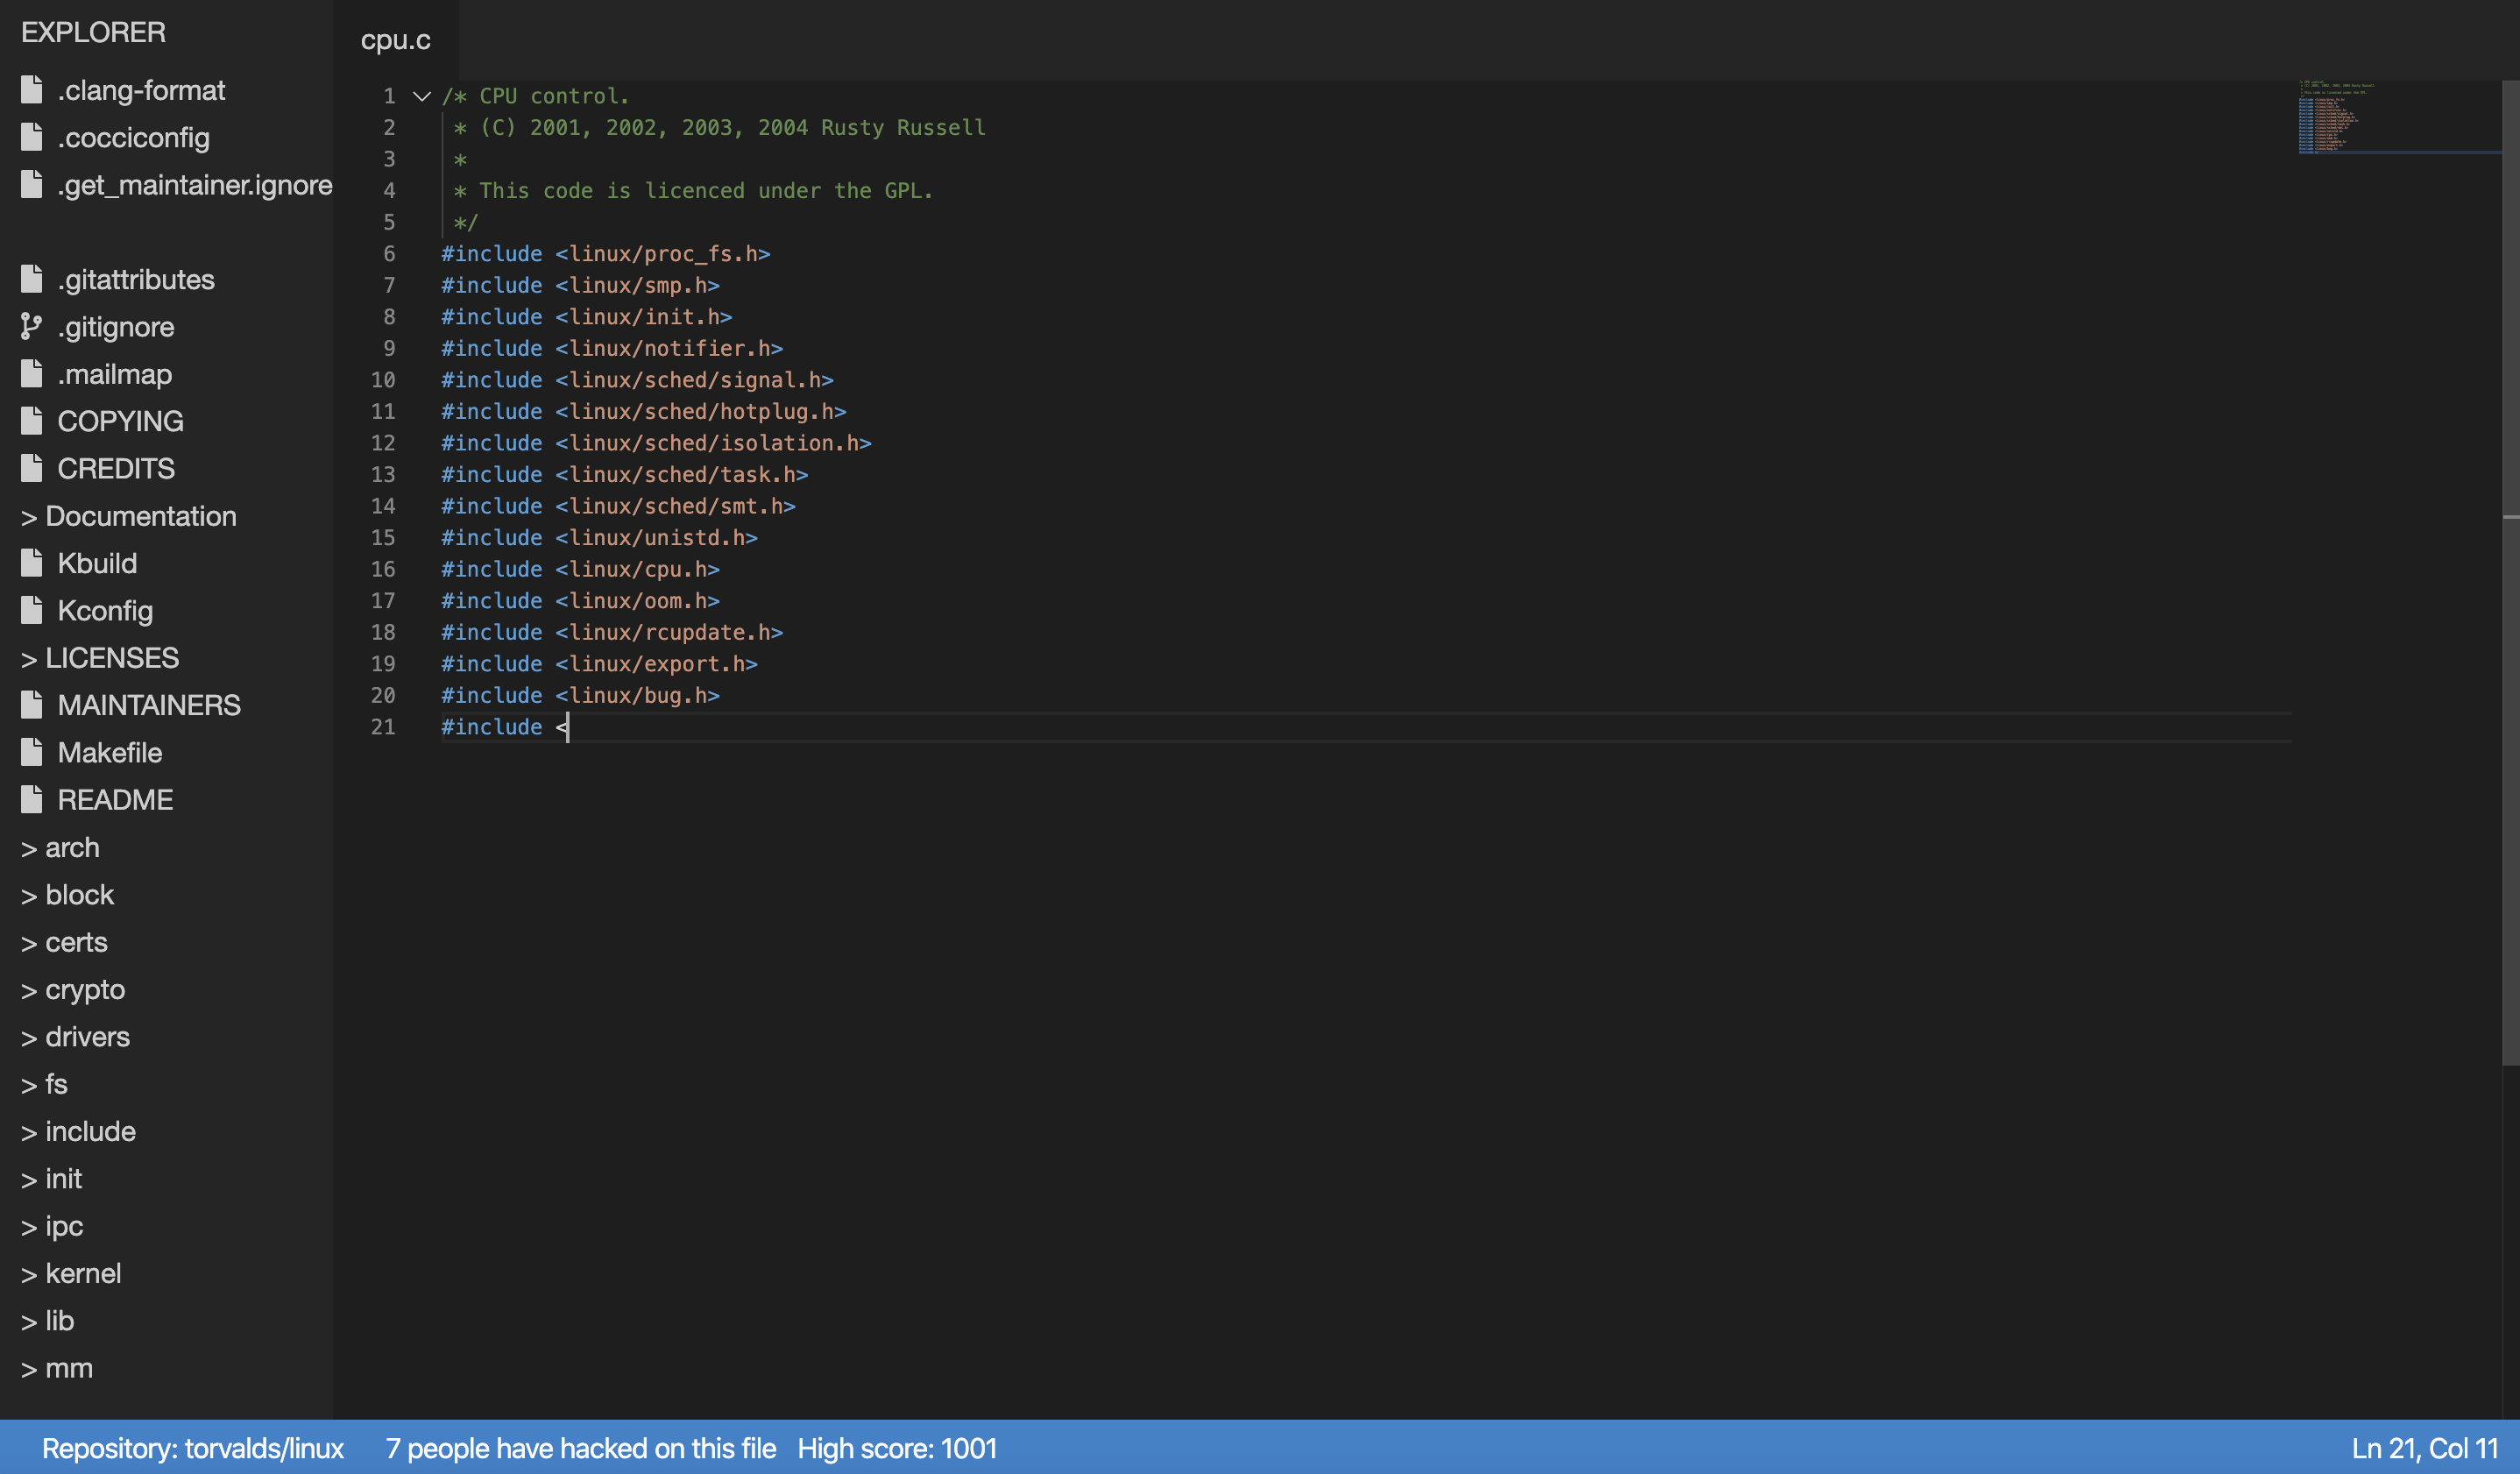 EXPLORER
.clang-format
.cocciconfig
.get_maintainer.ignore
.gitattributes
.gitignore
.mailmap
COPYING
CREDITS
> Documentation
Kbuild
Kconfig
> LICENSES
MAINTAINERS
Makefile
README
> arch
> block
> certs
> crypto
> drivers
> fs
> include
> init
> ipc
> kernel
> lib
> mm
cpu.c
1 /* CPU control.
2 * (C) 2001, 2002, 2003, 2004 Rusty Russell
3 *
4 * This code is licenced under the GPL.
5 */
6 #include <linux/proc_fs.h>
7 #include <linux/smp.h>
8 #include <linux/init.h>
9 #include <linux/notifier.h>
10 #include <linux/sched/signal.h>
11 #include <linux/sched/hotplug.h>
12 #include <linux/sched/isolation.h>
13 #include <linux/sched/task.h>
14 #include <linux/sched/smt.h>
15 #include <linux/unistd.h>
16 #include <linux/cpu.h>
17 #include <linux/oom.h>
18 #include <linux/rcupdate.h>
19 #include <linux/export.h>
20 #include <linux/bug.h>
21 #include <
Repository: torvalds/linux 7 people have hacked on this file High score: 1001 Ln 21, Col 11